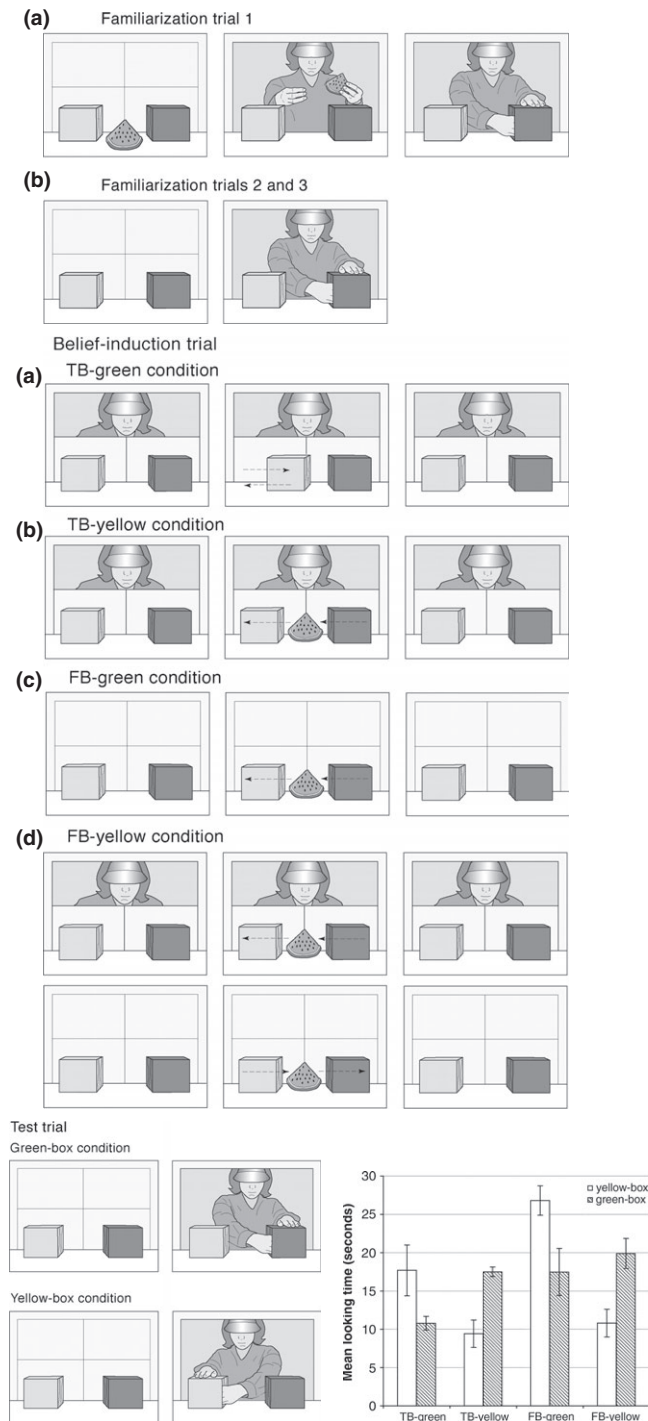 (a) Familiarization trial 1
(b) Familiarization trials 2 and 3
Belief-induction trial
(a) TB-green condition
(b) TB-yellow condition
(c) FB-green condition
(d) FB-yellow condition
Test trial
Green-box condition
Yellow-box condition
Mean looking time (seconds)
30
25
20
15
10
5
0
yellow-box
green-box
TB-green TB-yellow FB-green FB-yellow